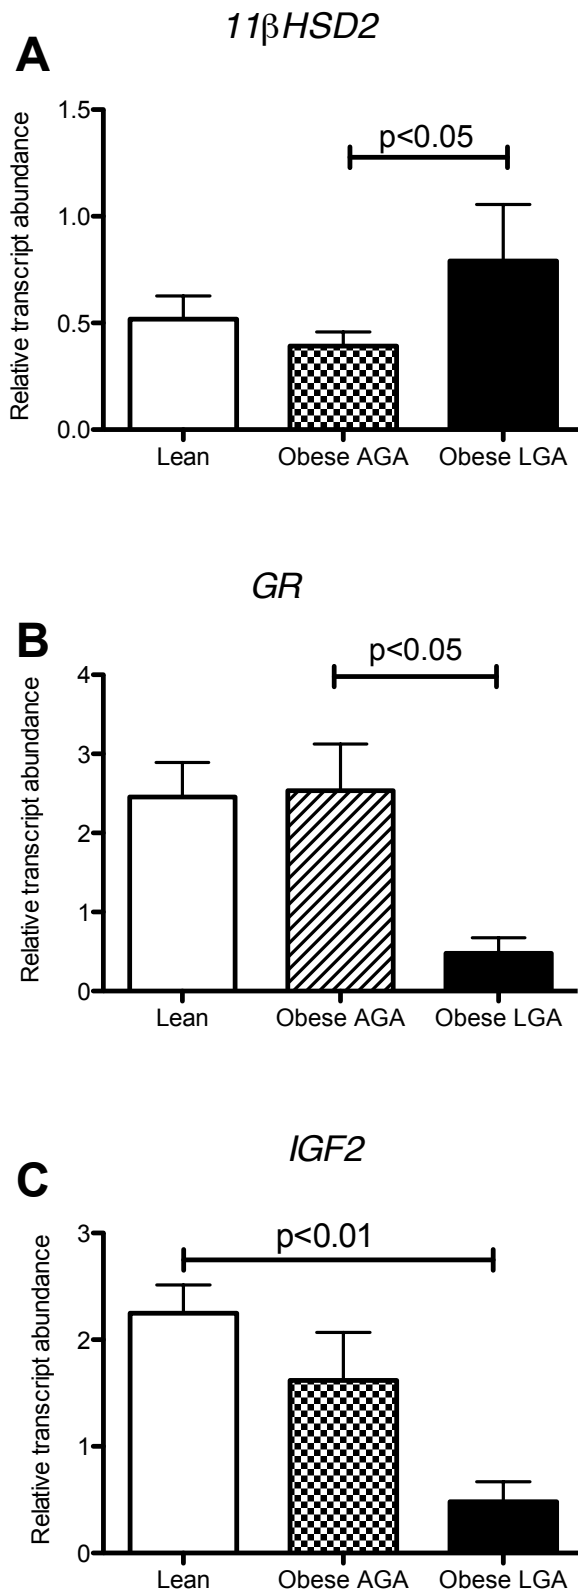 11βHSD2
A
Relative transcript abundance
1.5
1.0
0.5
0.0
p<0.05
Lean Obese AGA Obese LGA
GR
B
Relative transcript abundance
4
3
2
1
0
p<0.05
Lean Obese AGA Obese LGA
IGF2
C
Relative transcript abundance
3
2
1
0
p<0.01
Lean Obese AGA Obese LGA